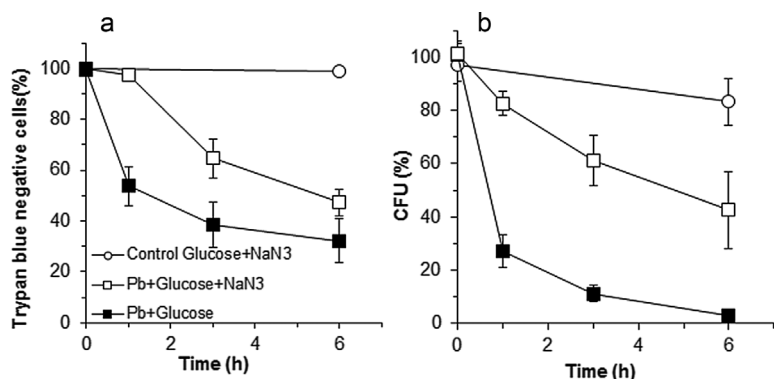 a
Trypan blue negative cells(%)
100
80
60
40
20
0
Control Glucose+NaN3
Pb+Glucose+NaN3
Pb+Glucose
0 2 4 6
Time (h)
b
CFU (%)
100
80
60
40
20
0
0 2 4 6
Time (h)